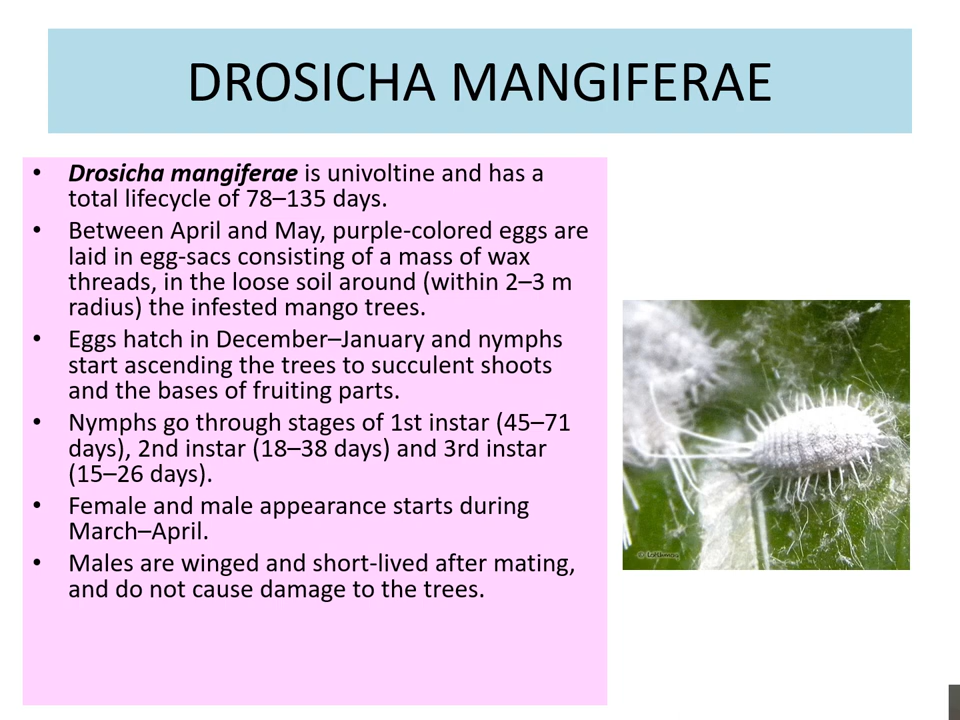 DROSICHA MANGIFERAE
• Drosicha mangiferae is univoltine and has a
total lifecycle of 78–135 days.
• Between April and May, purple-colored eggs are
laid in egg-sacs consisting of a mass of wax
threads, in the loose soil around (within 2–3 m
radius) the infested mango trees.
• Eggs hatch in December–January and nymphs
start ascending the trees to succulent shoots
and the bases of fruiting parts.
• Nymphs go through stages of 1st instar (45–71
days), 2nd instar (18–38 days) and 3rd instar
(15–26 days).
• Female and male appearance starts during
March–April.
• Males are winged and short-lived after mating,
and do not cause damage to the trees.